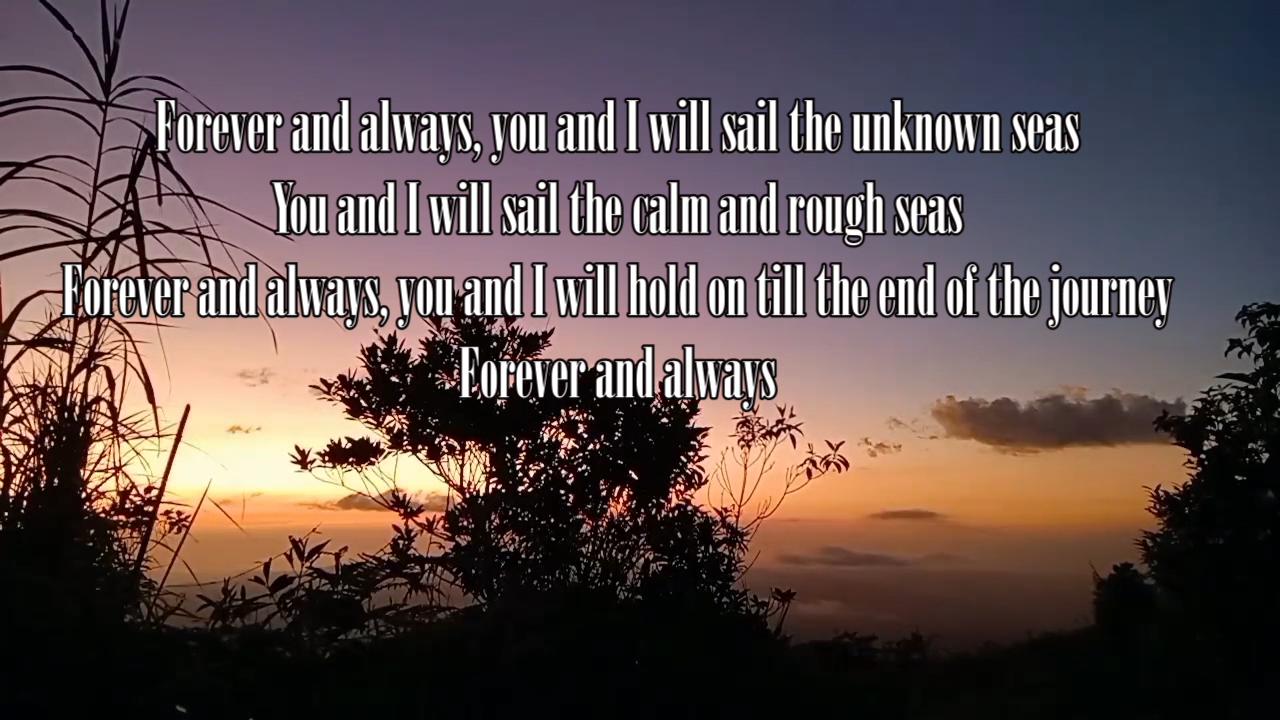 Forever and always, you and I will sail the unknown seas
You and I will sail the calm and rough seas
Forever and always, you and I will hold on till the end of the journey
Forever and always